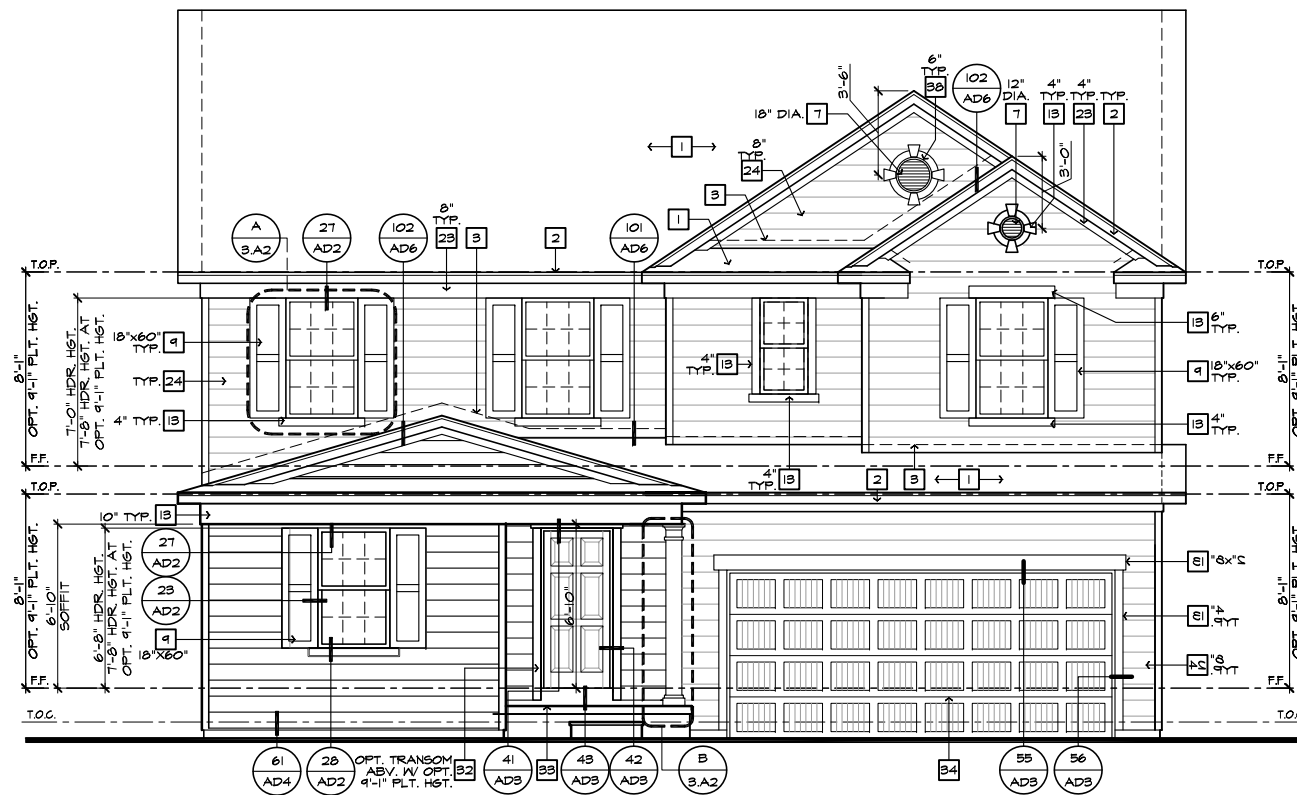 6"
TYP.
38
102
AD6
12"
DIA.
7
4"
TYP.
13
4"
TYP.
23
TYP.
2
3'-6"
18" DIA. 7
1
8"
TYP.
24
3'-0"
3
1
A
3.A2
27
AD2
102
AD6
8"
TYP.
23
3
2
101
AD6
T.O.P.
T.O.P.
8'-1"
OPT. 9'-1" PLT. HGT.
7'-0" HDR. HGT.
7'-8" HDR. HGT. AT
OPT. 9'-1" PLT. HGT.
18"x60"
TYP. 9
TYP. 24
4" TYP. 13
4"
TYP. 13
13 6"
TYP.
9 18"x60"
TYP.
13 4"
TYP.
8'-1"
OPT. 9'-1" PLT. HGT.
F.F.
F.F.
4"
TYP. 13
2
3
1
T.O.P.
T.O.P.
10" TYP. 13
27
AD2
23
AD2
9
18"X60"
8'-1"
OPT. 9'-1" PLT. HGT.
6'-10"
SOFFIT
6'-8" HDR. HGT.
7'-8" HDR. HGT. AT
OPT. 9'-1" PLT. HGT.
6'-10"
13
4"
TYP.
13
8"
TYP.
24
8'-1"
OPT. 9'-1" PLT. HGT.
F.F.
F.F.
T.O.C.
61
AD4
28
AD2
OPT. TRANSOM
ABV. W/ OPT.
9'-1" PLT. HGT.
32
41
AD3
33
43
AD3
42
AD3
B
3.A2
34
55
AD3
56
AD3